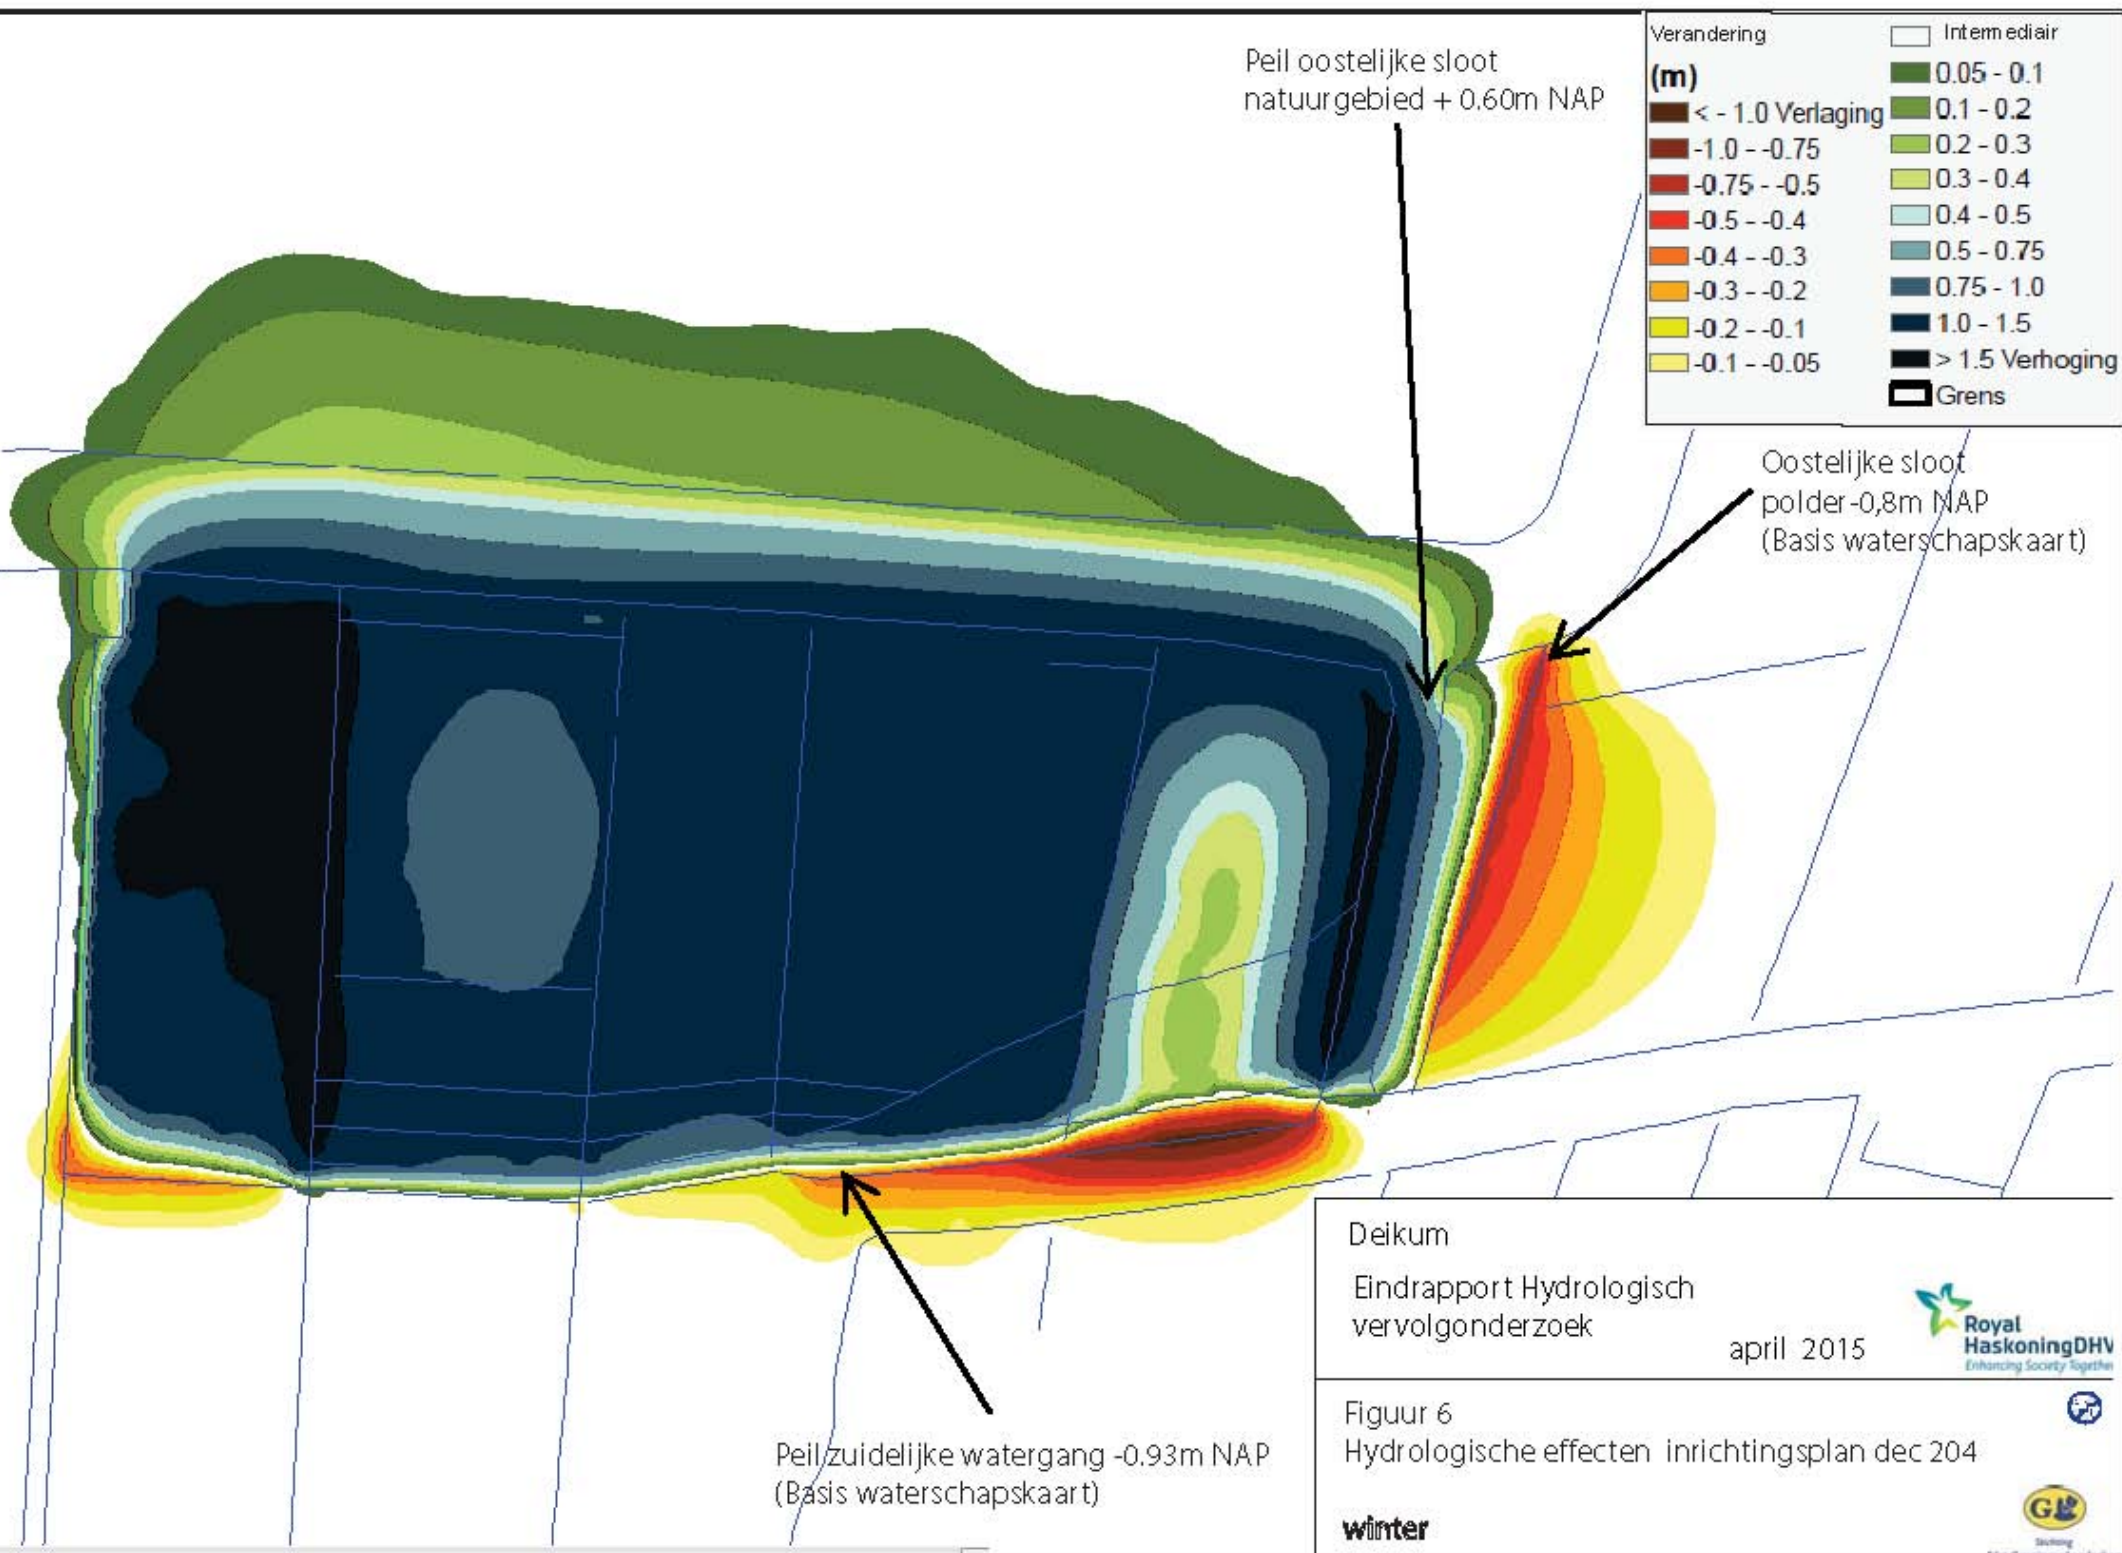 Peil oostelijke sloot
natuurgebied + 0.60m NAP
Verandering
(m)
< - 1.0 Verlaging
-1.0 - -0.75
-0.75 - -0.5
-0.5 - -0.4
-0.4 - -0.3
-0.3 - -0.2
-0.2 - -0.1
-0.1 - -0.05
Intermediair
0.05 - 0.1
0.1 - 0.2
0.2 - 0.3
0.3 - 0.4
0.4 - 0.5
0.5 - 0.75
0.75 - 1.0
1.0 - 1.5
> 1.5 Verhoging
Grens
Oostelijke sloot
polder -0,8m NAP
(Basis waterschapskaart)
Peil zuidelijke watergang -0.93m NAP
(Basis waterschapskaart)
Deikum
Eindrapport Hydrologisch
vervolgonderzoek
april 2015
Royal
HaskoningDHV
Enhancing Society Together
Figuur 6
Hydrologische effecten inrichtingsplan dec 204
winter
GL
Stichting